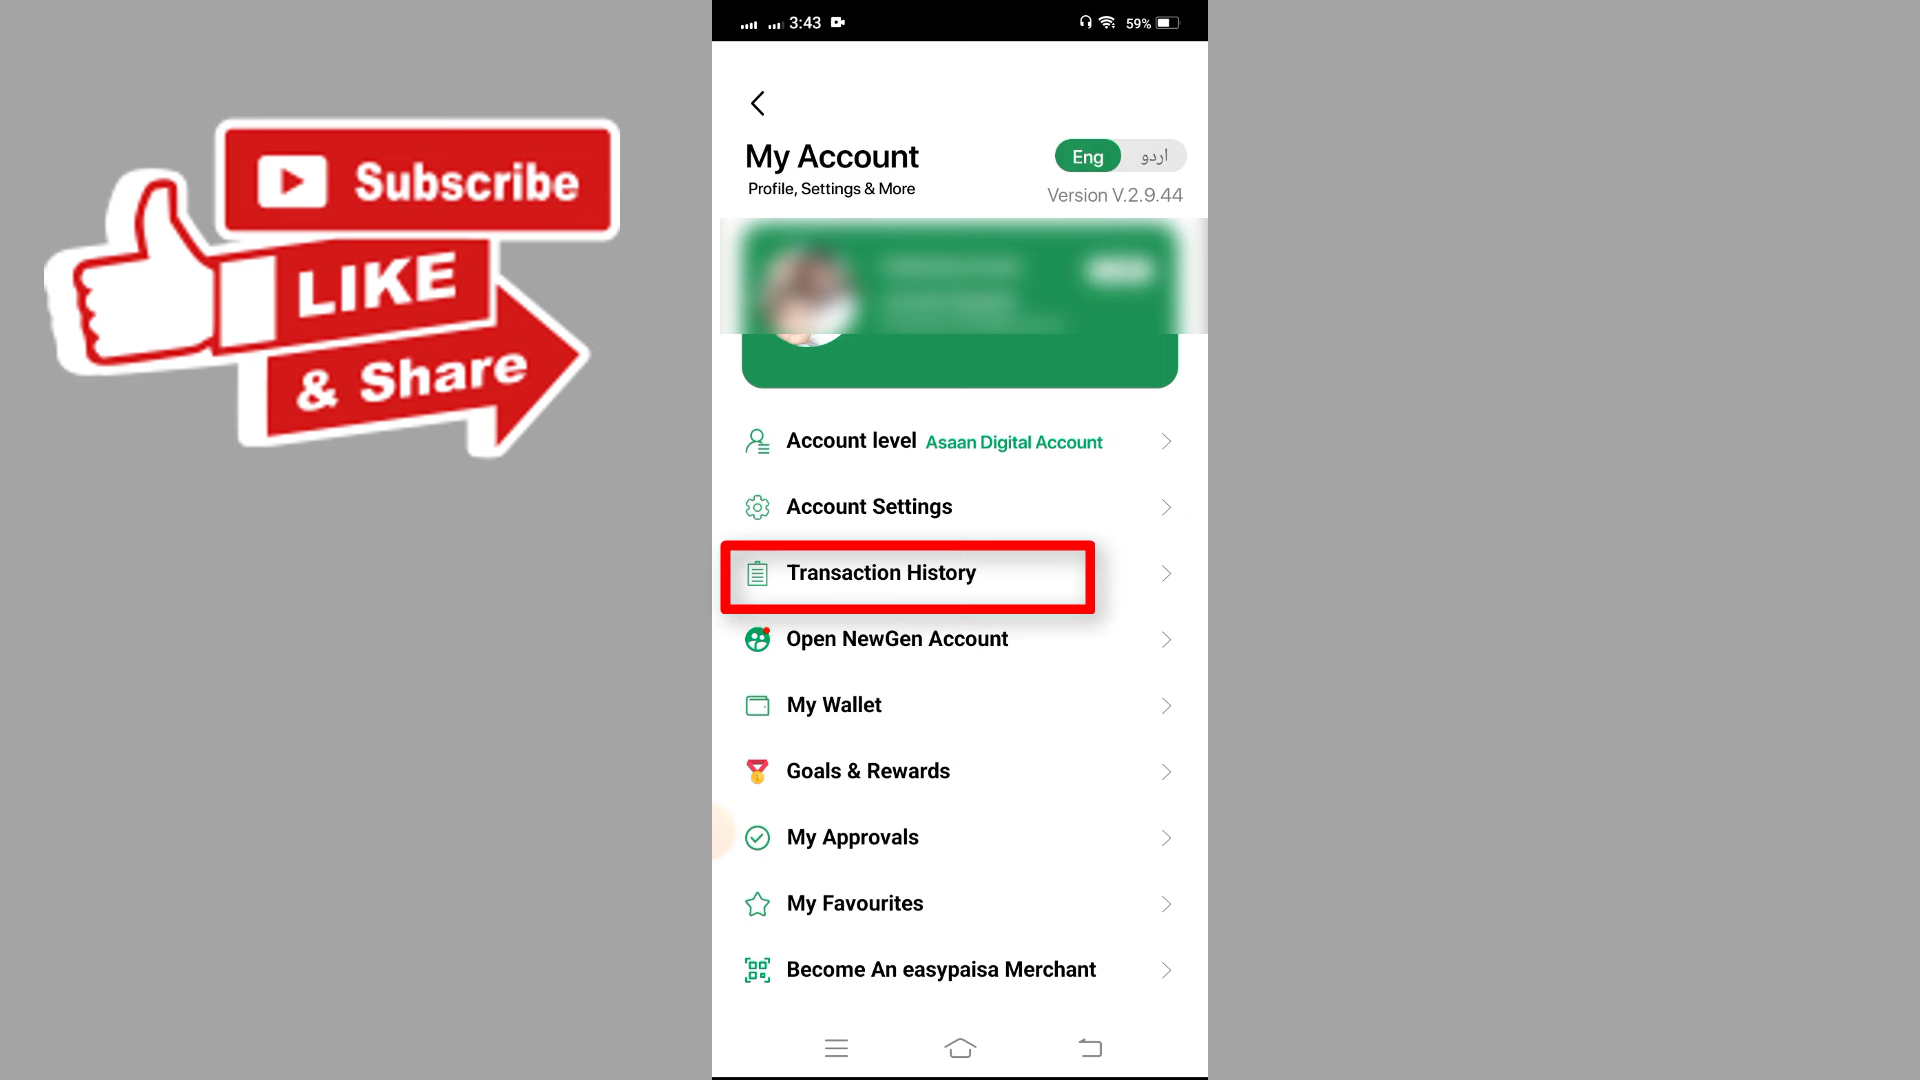 3:43
59%
Subscribe
LIKE
& Share
My Account
Eng
اردو
Profile, Settings & More
Version V.2.9.44
Account level Asaan Digital Account
Account Settings
Transaction History
Open NewGen Account
My Wallet
Goals & Rewards
My Approvals
My Favourites
Become An easypaisa Merchant